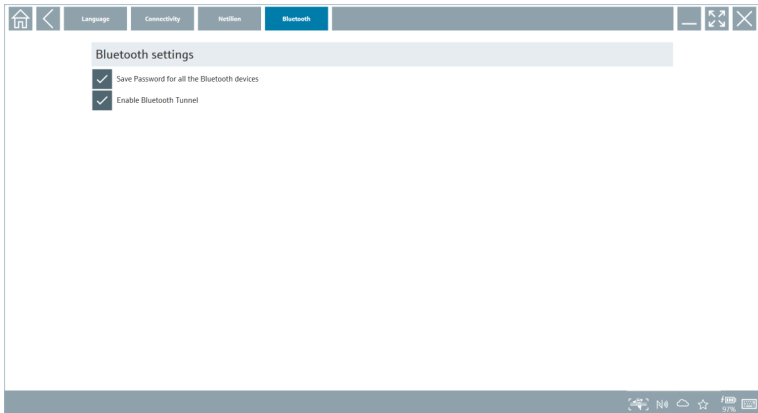 Language Connectivity Netilion Bluetooth
Bluetooth settings
Save Password for all the Bluetooth devices
Enable Bluetooth Tunnel
97%